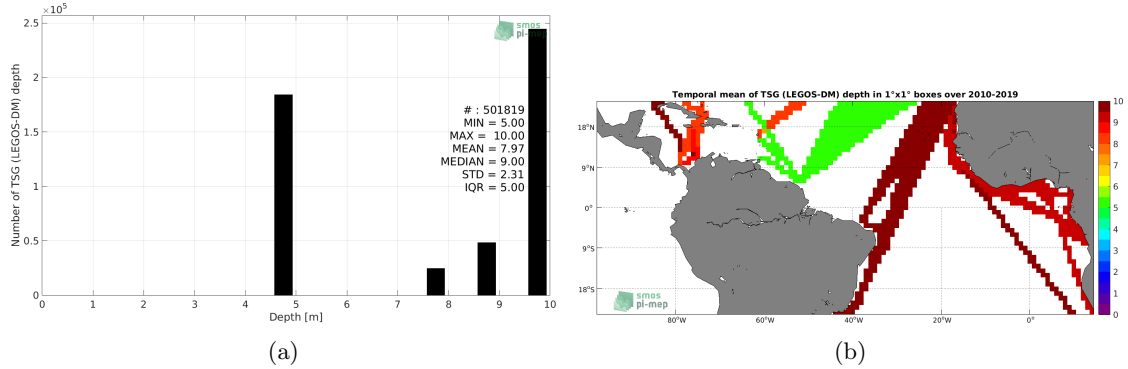 ×10⁵
2.5
2
1.5
1
0.5
0
Number of TSG (LEGOS-DM) depth
0 1 2 3 4 5 6 7 8 9 10
Depth [m]
smos
pi-mep
# : 501819
MIN = 5.00
MAX = 10.00
MEAN = 7.97
MEDIAN = 9.00
STD = 2.31
IQR = 5.00
(a)
Temporal mean of TSG (LEGOS-DM) depth in 1°x1° boxes over 2010-2019
18°N
9°N
0°
9°S
18°S
80°W 60°W 40°W 20°W 0°
smos
pi-mep
10
9
8
7
6
5
4
3
2
1
0
(b)